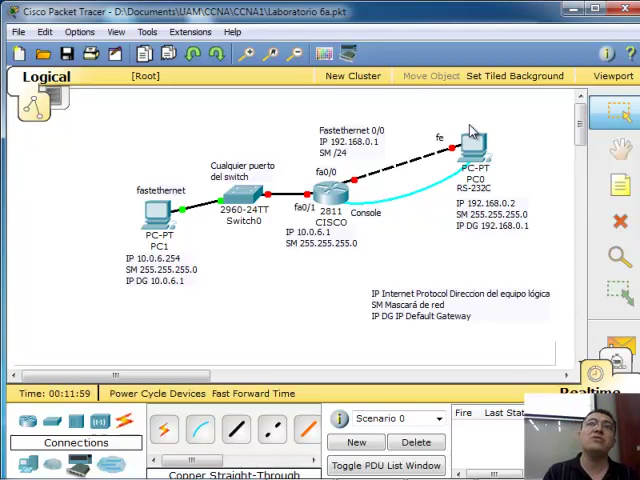 Cisco Packet Tracer - D:\Documents\UAM\CCNA\CCNA1\Laboratorio 6a.pkt
File Edit Options View Tools Extensions Help
Logical [Root] New Cluster Move Object Set Tiled Background Viewport
Fastethernet 0/0
IP 192.168.0.1
SM /24
fe
Cualquier puerto
del switch
fa0/0
PC-PT
PC0
RS-232C
fastethernet
2960-24TT
Switch0
fa0/1
2811
CISCO
Console
IP 192.168.0.2
SM 255.255.255.0
IP DG 192.168.0.1
PC-PT
PC1
IP 10.0.6.1
SM 255.255.255.0
IP 10.0.6.254
SM 255.255.255.0
IP DG 10.0.6.1
IP Internet Protocol Direccion del equipo lógica
SM Mascará de red
IP DG IP Default Gateway
Time: 00:11:59 Power Cycle Devices Fast Forward Time Realtime
Scenario 0
Fire Last Stat
New Delete
Connections
Toggle PDU List Window
Copper Straight-Through